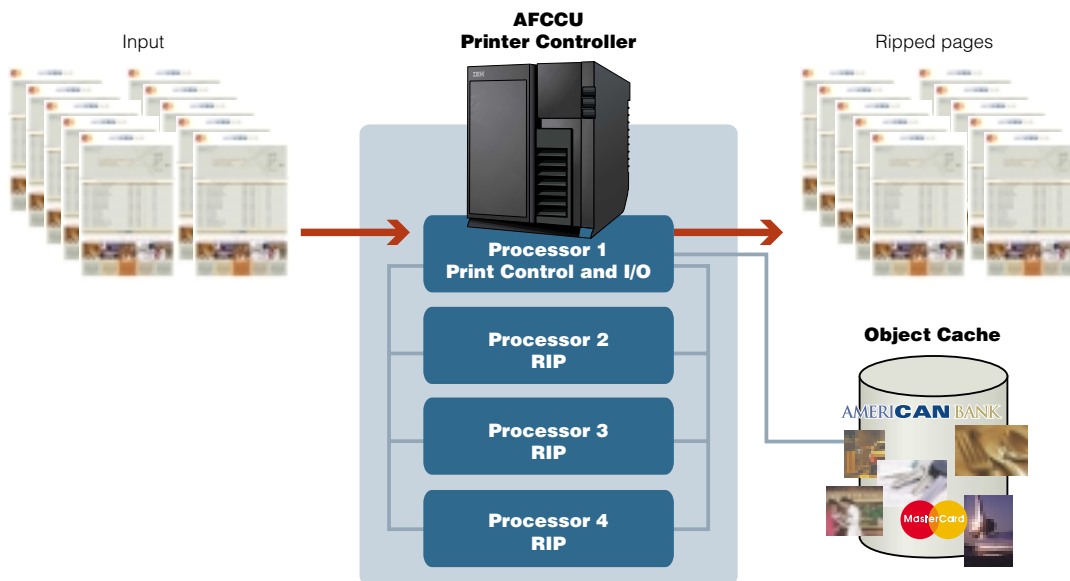 AFCCU
Printer Controller
Input
Ripped pages
IBM
Processor 1
Print Control and I/O
Processor 2
RIP
Processor 3
RIP
Processor 4
RIP
Object Cache
AMERICAN BANK
MasterCard